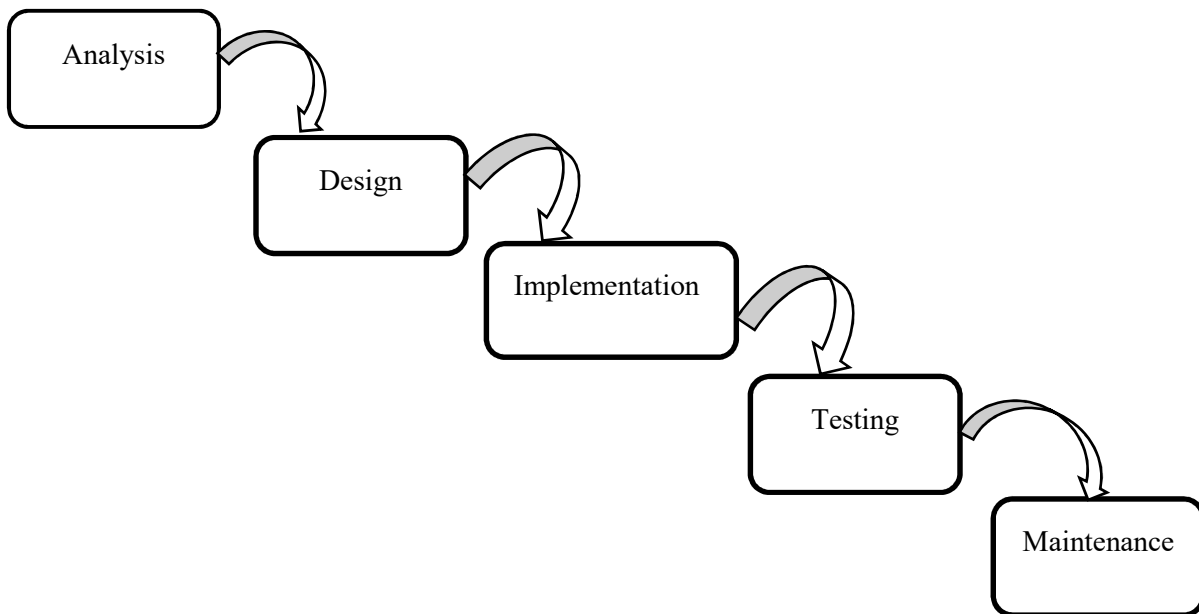 Analysis
Design
Implementation
Testing
Maintenance